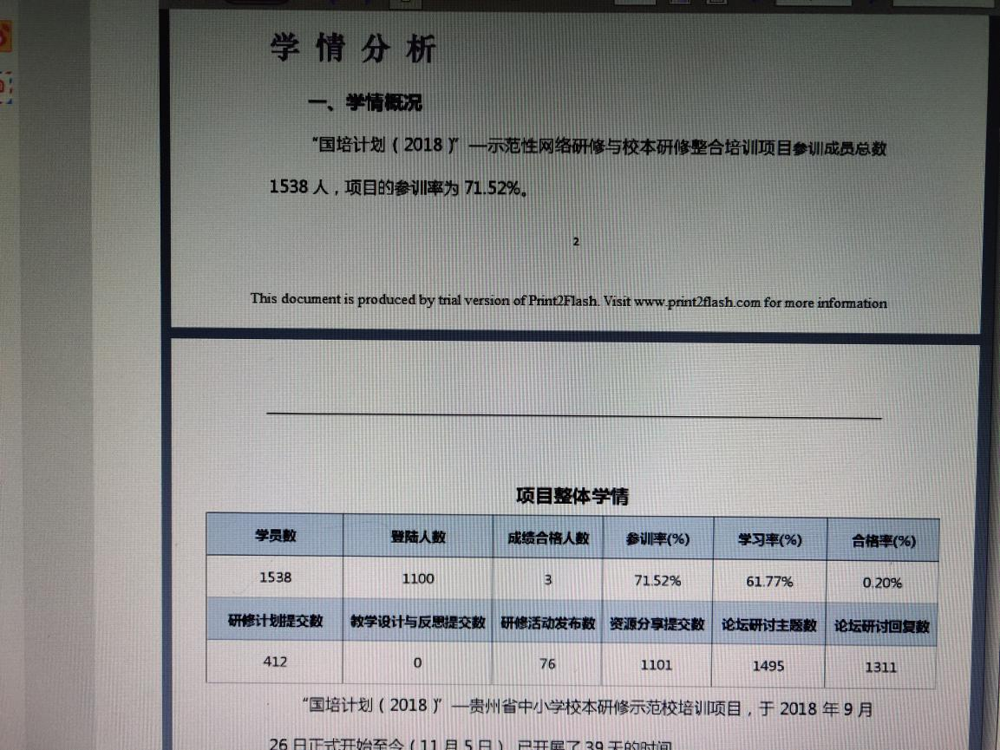 学情分析
一、学情概况
“国培计划（2018）”—示范性网络研修与校本研修整合培训项目参训成员总数
1538 人，项目的参训率为 71.52%。
2
This document is produced by trial version of Print2Flash. Visit www.print2flash.com for more information
项目整体学情
学员数 登陆人数 成绩合格人数 参训率(%) 学习率(%) 合格率(%)
1538 1100 3 71.52% 61.77% 0.20%
研修计划提交数 教学设计与反思提交数 研修活动发布数 资源分享提交数 论坛研讨主题数 论坛研讨回复数
412 0 76 1101 1495 1311
“国培计划（2018）”—贵州省中小学校本研修示范校培训项目，于 2018 年 9 月
26 日正式开始至今（11 月 5 日），已开展了 39 天的时间